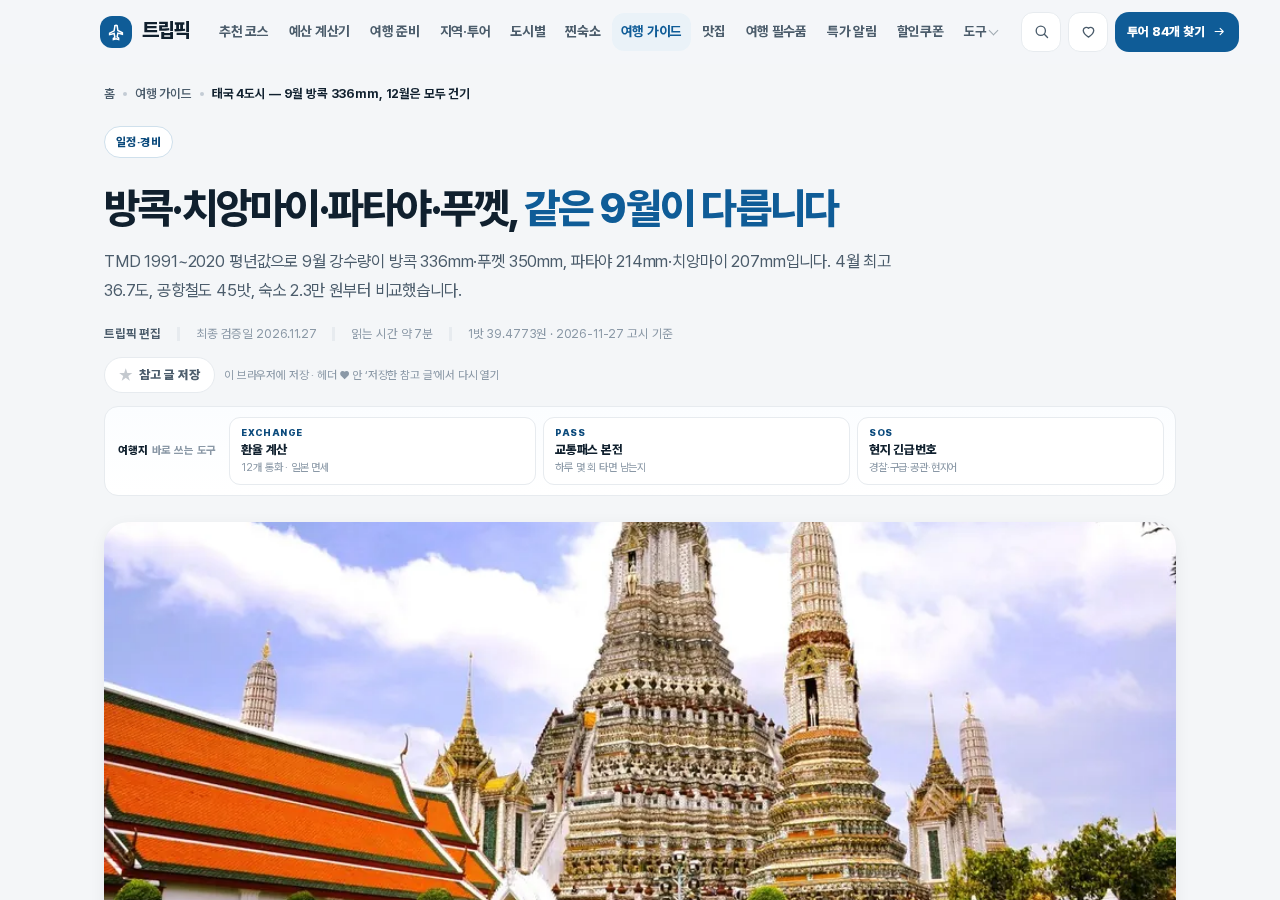 트립픽
추천 코스
예산 계산기
여행 준비
지역·투어
도시별
찐숙소
여행 가이드
맛집
여행 필수품
특가 알림
할인쿠폰
도구
투어 84개 찾기 →
홈 • 여행 가이드 • 태국 4도시 — 9월 방콕 336mm, 12월은 모두 건기
일정·경비
방콕·치앙마이·파타야·푸껫, 같은 9월이 다릅니다
TMD 1991~2020 평년값으로 9월 강수량이 방콕 336mm·푸껫 350mm, 파타야 214mm·치앙마이 207mm입니다. 4월 최고
36.7도, 공항철도 45밧, 숙소 2.3만 원부터 비교했습니다.
트립픽 편집 | 최종 검증일 2026.11.27 | 읽는 시간 약 7분 | 1밧 39.4773원 · 2026-11-27 고시 기준
★ 참고 글 저장
이 브라우저에 저장 · 헤더 ♥ 안 '저장한 참고 글'에서 다시 열기
여행지 바로 쓰는 도구
EXCHANGE
환율 계산
12개 통화 · 일본 면세
PASS
교통패스 본전
하루 몇 회 타면 남는지
SOS
현지 긴급번호
경찰·구급·공관·현지어